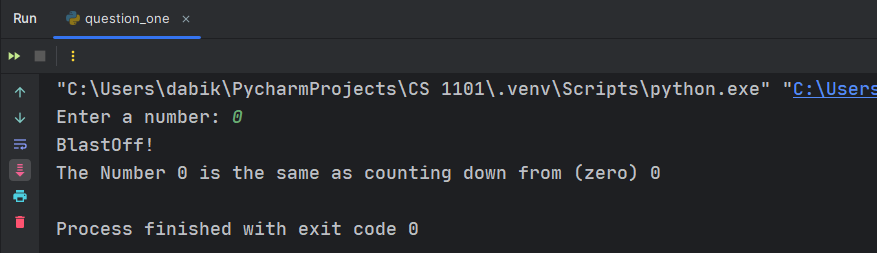 Run question_one ×
"C:\Users\dabik\PycharmProjects\CS 1101\.venv\Scripts\python.exe" "C:\Users
Enter a number: 0
BlastOff!
The Number 0 is the same as counting down from (zero) 0
Process finished with exit code 0